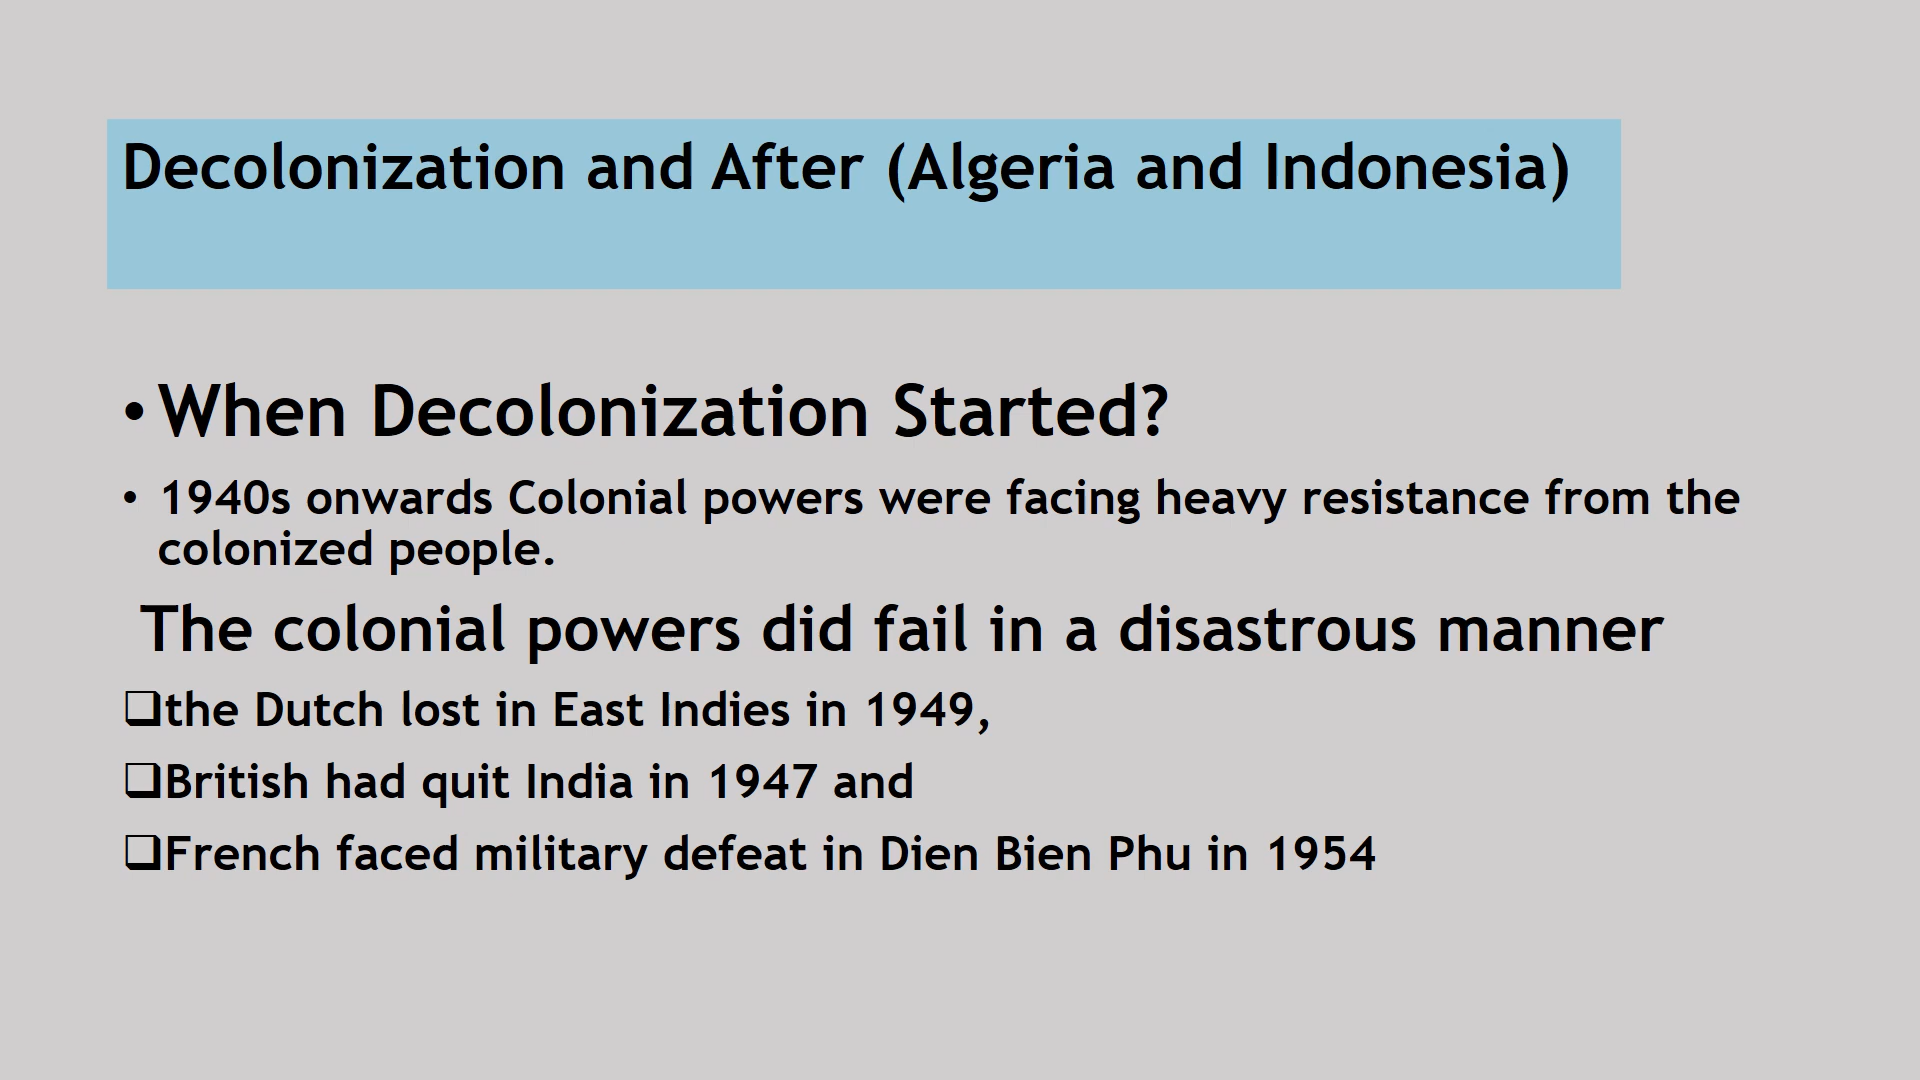 Decolonization and After (Algeria and Indonesia)
• When Decolonization Started?
• 1940s onwards Colonial powers were facing heavy resistance from the
colonized people.
The colonial powers did fail in a disastrous manner
❑the Dutch lost in East Indies in 1949,
❑British had quit India in 1947 and
❑French faced military defeat in Dien Bien Phu in 1954